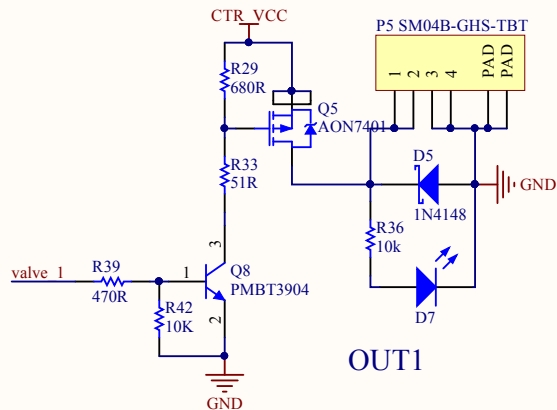 CTR_VCC
P5 SM04B-GHS-TBT
1
2
3
4
PAD
PAD
R29
680R
Q5
AON7401
R33
51R
D5
1N4148
GND
R36
10k
D7
valve_1
R39
470R
1
3
Q8
PMBT3904
2
R42
10K
GND
OUT1